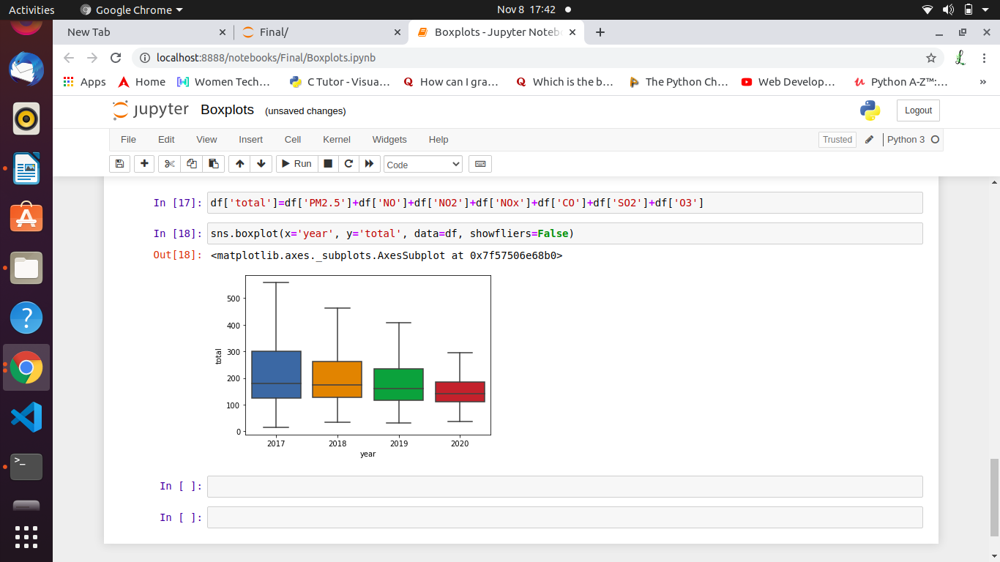 Activities Google Chrome Nov 8 17:42
New Tab Final/ Boxplots - Jupyter Noteb
localhost:8888/notebooks/Final/Boxplots.ipynb
Apps Home Women Tech… C Tutor - Visua… How can I gra… Which is the b… The Python Ch… Web Develop… Python A-Z™:… »
jupyter Boxplots (unsaved changes) Logout
File Edit View Insert Cell Kernel Widgets Help Trusted Python 3
Run Code
In [17]: df['total']=df['PM2.5']+df['NO']+df['NO2']+df['NOx']+df['CO']+df['SO2']+df['O3']
In [18]: sns.boxplot(x='year', y='total', data=df, showfliers=False)
Out[18]: <matplotlib.axes._subplots.AxesSubplot at 0x7f57506e68b0>
500
400
300
total
200
100
0
2017 2018 2019 2020
year
In [ ]:
In [ ]: